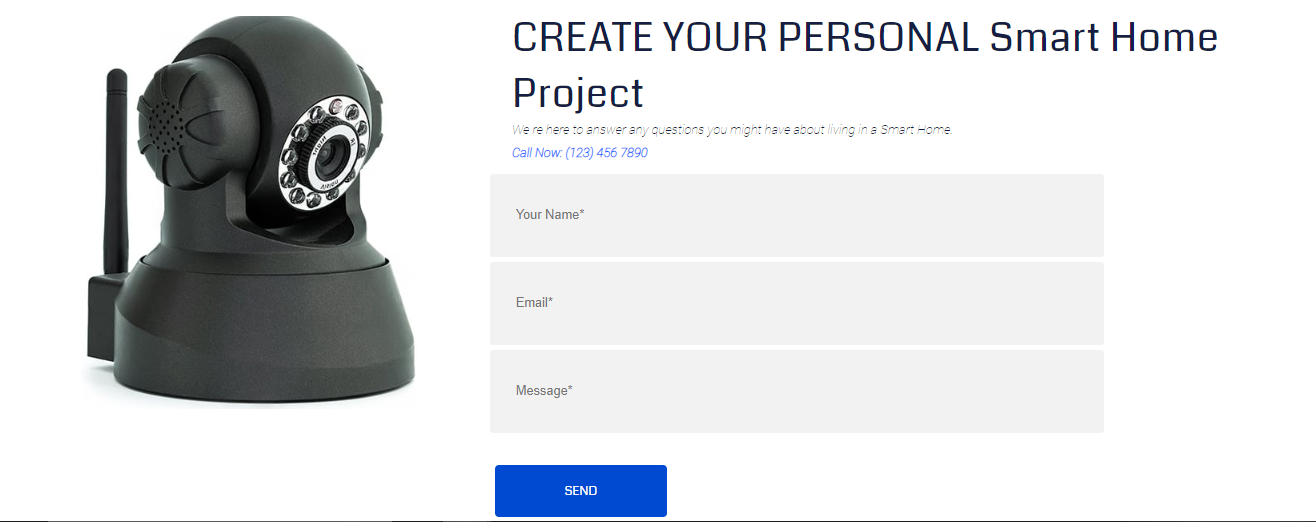 CREATE YOUR PERSONAL Smart Home
Project
We re here to answer any questions you might have about living in a Smart Home.
Call Now: (123) 456 7890
Your Name*
Email*
Message*
SEND